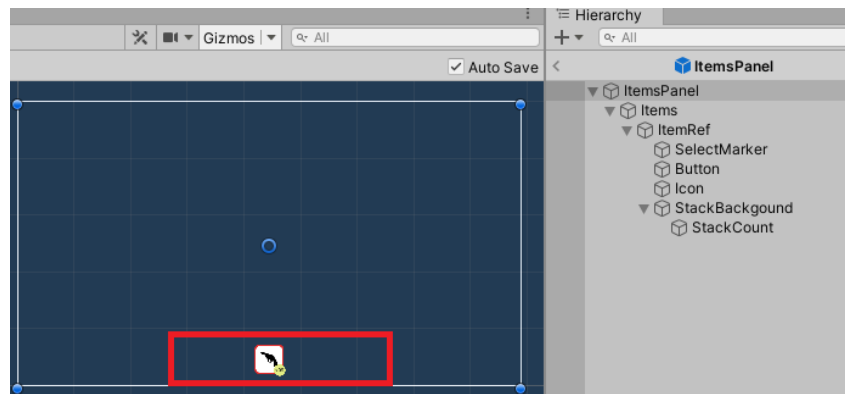 Hierarchy
Gizmos
All
All
Auto Save
ItemsPanel
ItemsPanel
Items
ItemRef
SelectMarker
Button
Icon
StackBackgound
StackCount